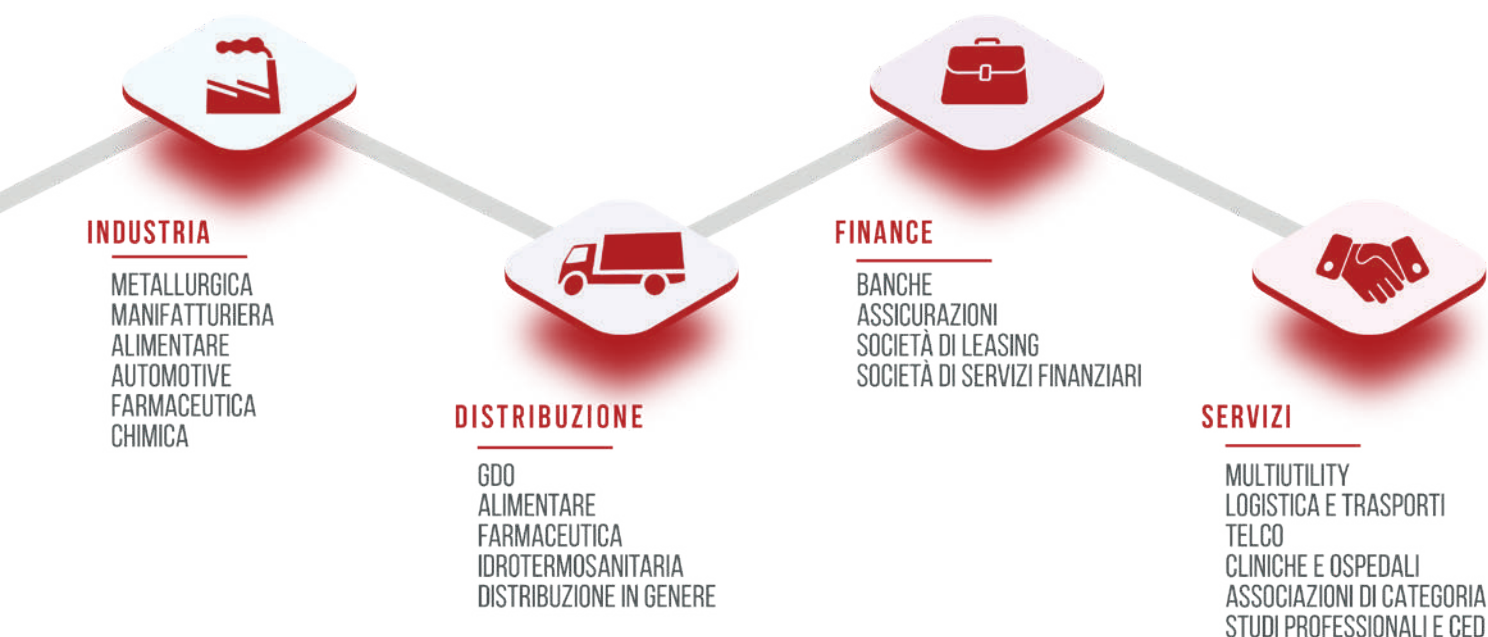 INDUSTRIA
METALLURGICA
MANIFATTURIERA
ALIMENTARE
AUTOMOTIVE
FARMACEUTICA
CHIMICA
DISTRIBUZIONE
GDO
ALIMENTARE
FARMACEUTICA
IDROTERMOSANITARIA
DISTRIBUZIONE IN GENERE
FINANCE
BANCHE
ASSICURAZIONI
SOCIETÀ DI LEASING
SOCIETÀ DI SERVIZI FINANZIARI
SERVIZI
MULTIUTILITY
LOGISTICA E TRASPORTI
TELCO
CLINICHE E OSPEDALI
ASSOCIAZIONI DI CATEGORIA
STUDI PROFESSIONALI E CED